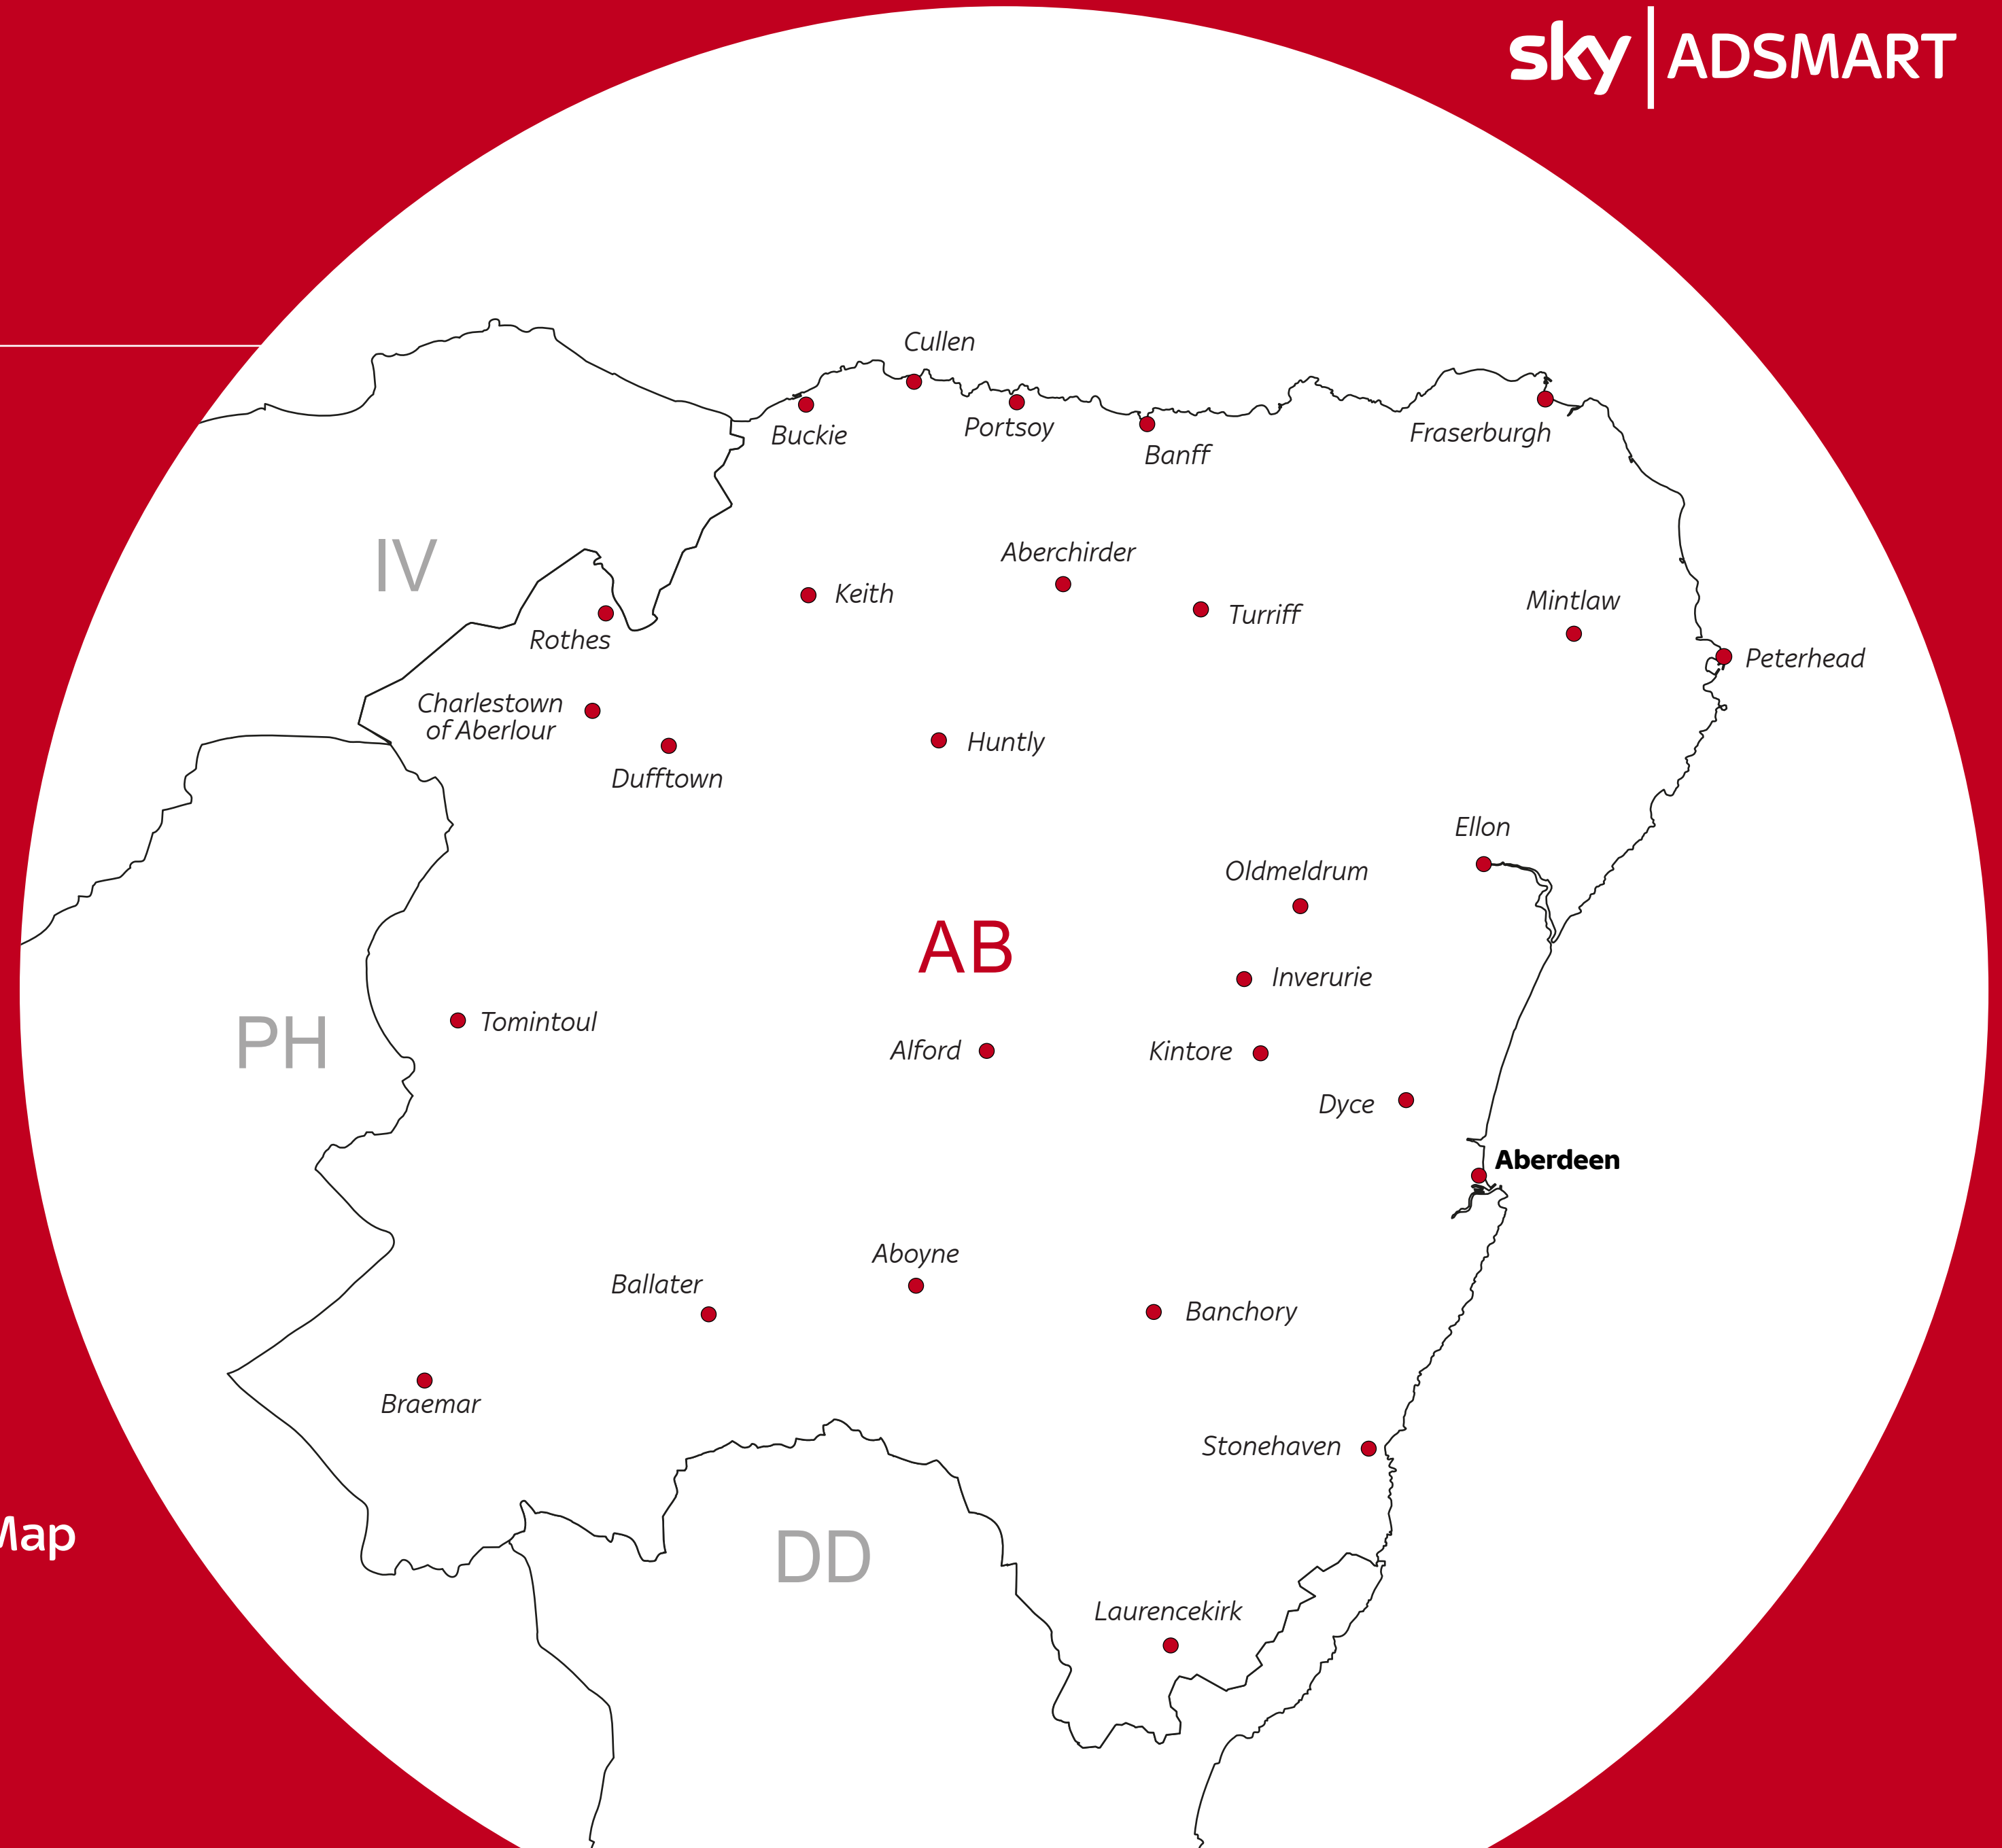 sky ADSMART
Cullen
Buckie
Portsoy
Banff
Fraserburgh
IV
Aberchirder
Keith
Turriff
Mintlaw
Rothes
Peterhead
Charlestown
of Aberlour
Huntly
Dufftown
Ellon
Oldmeldrum
AB
Inverurie
PH
Tomintoul
Alford
Kintore
Dyce
Aberdeen
Aboyne
Ballater
Banchory
Braemar
Stonehaven
Map
DD
Laurencekirk